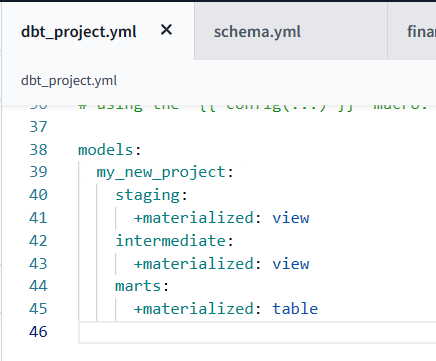 dbt_project.yml × schema.yml finan
dbt_project.yml
36 # using the `{{ config(...) }}` macro.
37
38 models:
39 my_new_project:
40 staging:
41 +materialized: view
42 intermediate:
43 +materialized: view
44 marts:
45 +materialized: table
46